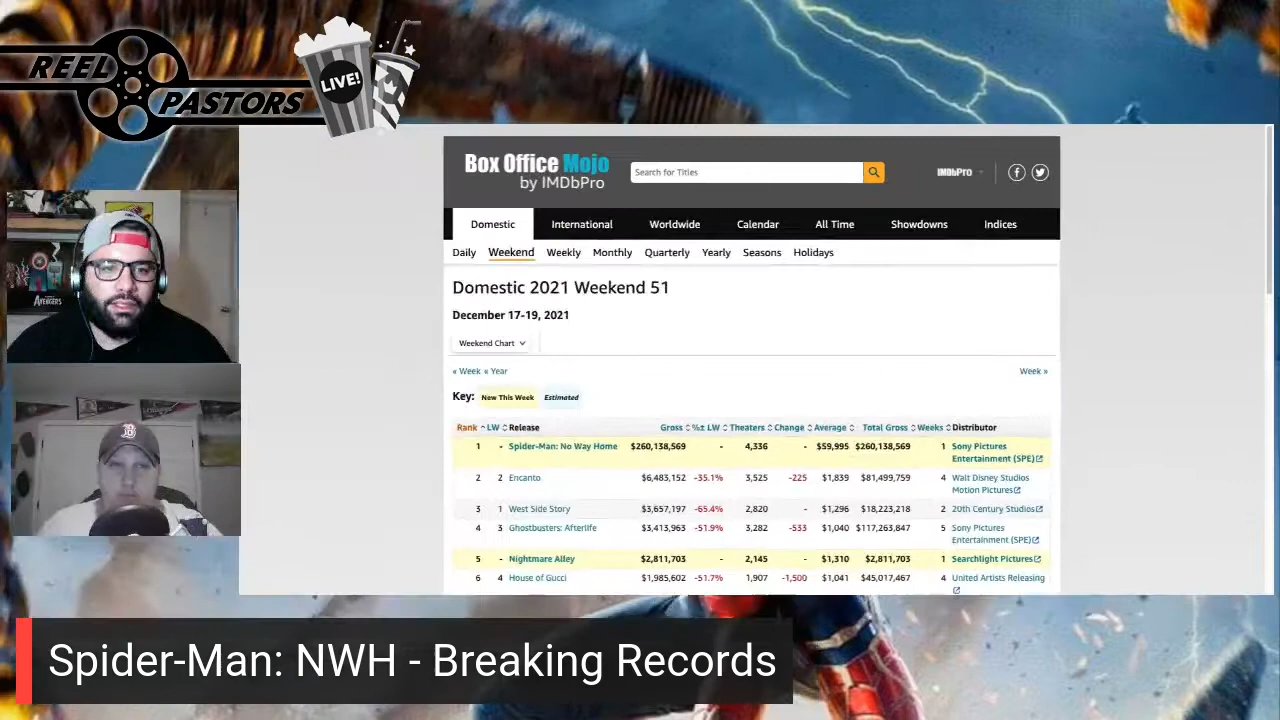 REEL
PASTORS
LIVE!
AVENGERS
B
Box Office Mojo
by IMDbPro
Search for Titles
IMDbPro
Domestic International Worldwide Calendar All Time Showdowns Indices
Daily Weekend Weekly Monthly Quarterly Yearly Seasons Holidays
Domestic 2021 Weekend 51
December 17-19, 2021
Weekend Chart
« Week « Year Week »
Key: New This Week Estimated
Rank LW Release Gross %± LW Theaters Change Average Total Gross Weeks Distributor
1 - Spider-Man: No Way Home $260,138,569 - 4,336 - $59,995 $260,138,569 1 Sony Pictures
Entertainment (SPE)
2 2 Encanto $6,483,152 -35.1% 3,525 -225 $1,839 $81,499,759 4 Walt Disney Studios
Motion Pictures
3 1 West Side Story $3,657,197 -65.4% 2,820 - $1,296 $18,223,218 2 20th Century Studios
4 3 Ghostbusters: Afterlife $3,413,963 -51.9% 3,282 -533 $1,040 $117,263,847 5 Sony Pictures
Entertainment (SPE)
5 - Nightmare Alley $2,811,703 - 2,145 - $1,310 $2,811,703 1 Searchlight Pictures
6 4 House of Gucci $1,985,602 -51.7% 1,907 -1,500 $1,041 $45,017,467 4 United Artists Releasing
Spider-Man: NWH - Breaking Records